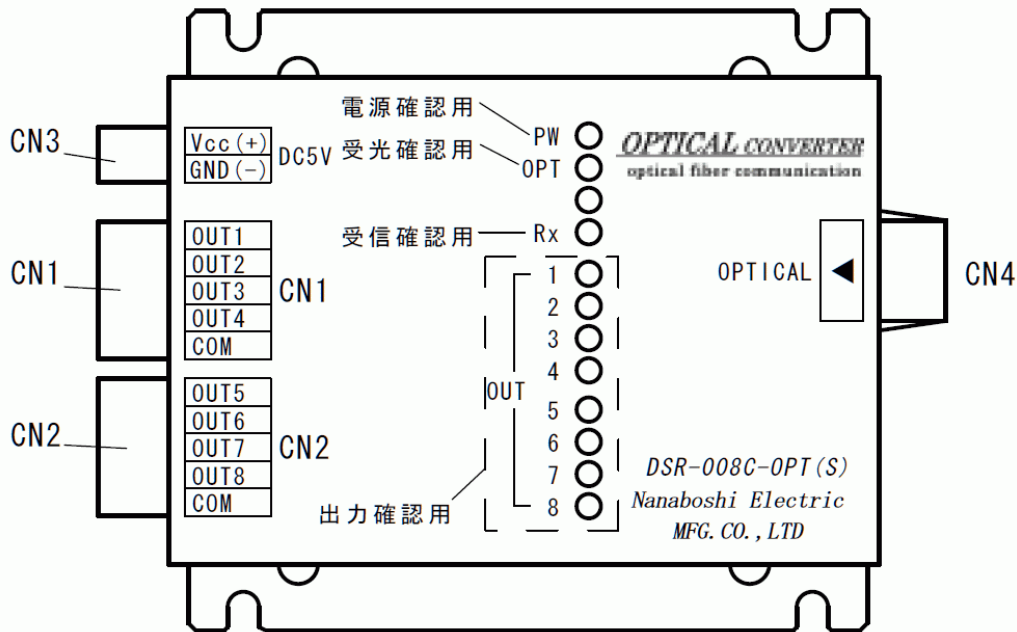 電源確認用
PW
CN3
Vcc(+)
GND(-)
DC5V
受光確認用
OPT
OPTICAL CONVERTER
optical fiber communication
受信確認用
Rx
CN1
OUT1
OUT2
OUT3
OUT4
COM
CN1
OPTICAL
CN4
CN2
OUT5
OUT6
OUT7
OUT8
COM
CN2
OUT
1
2
3
4
5
6
7
8
出力確認用
DSR-008C-OPT(S)
Nanaboshi Electric
MFG.CO.,LTD